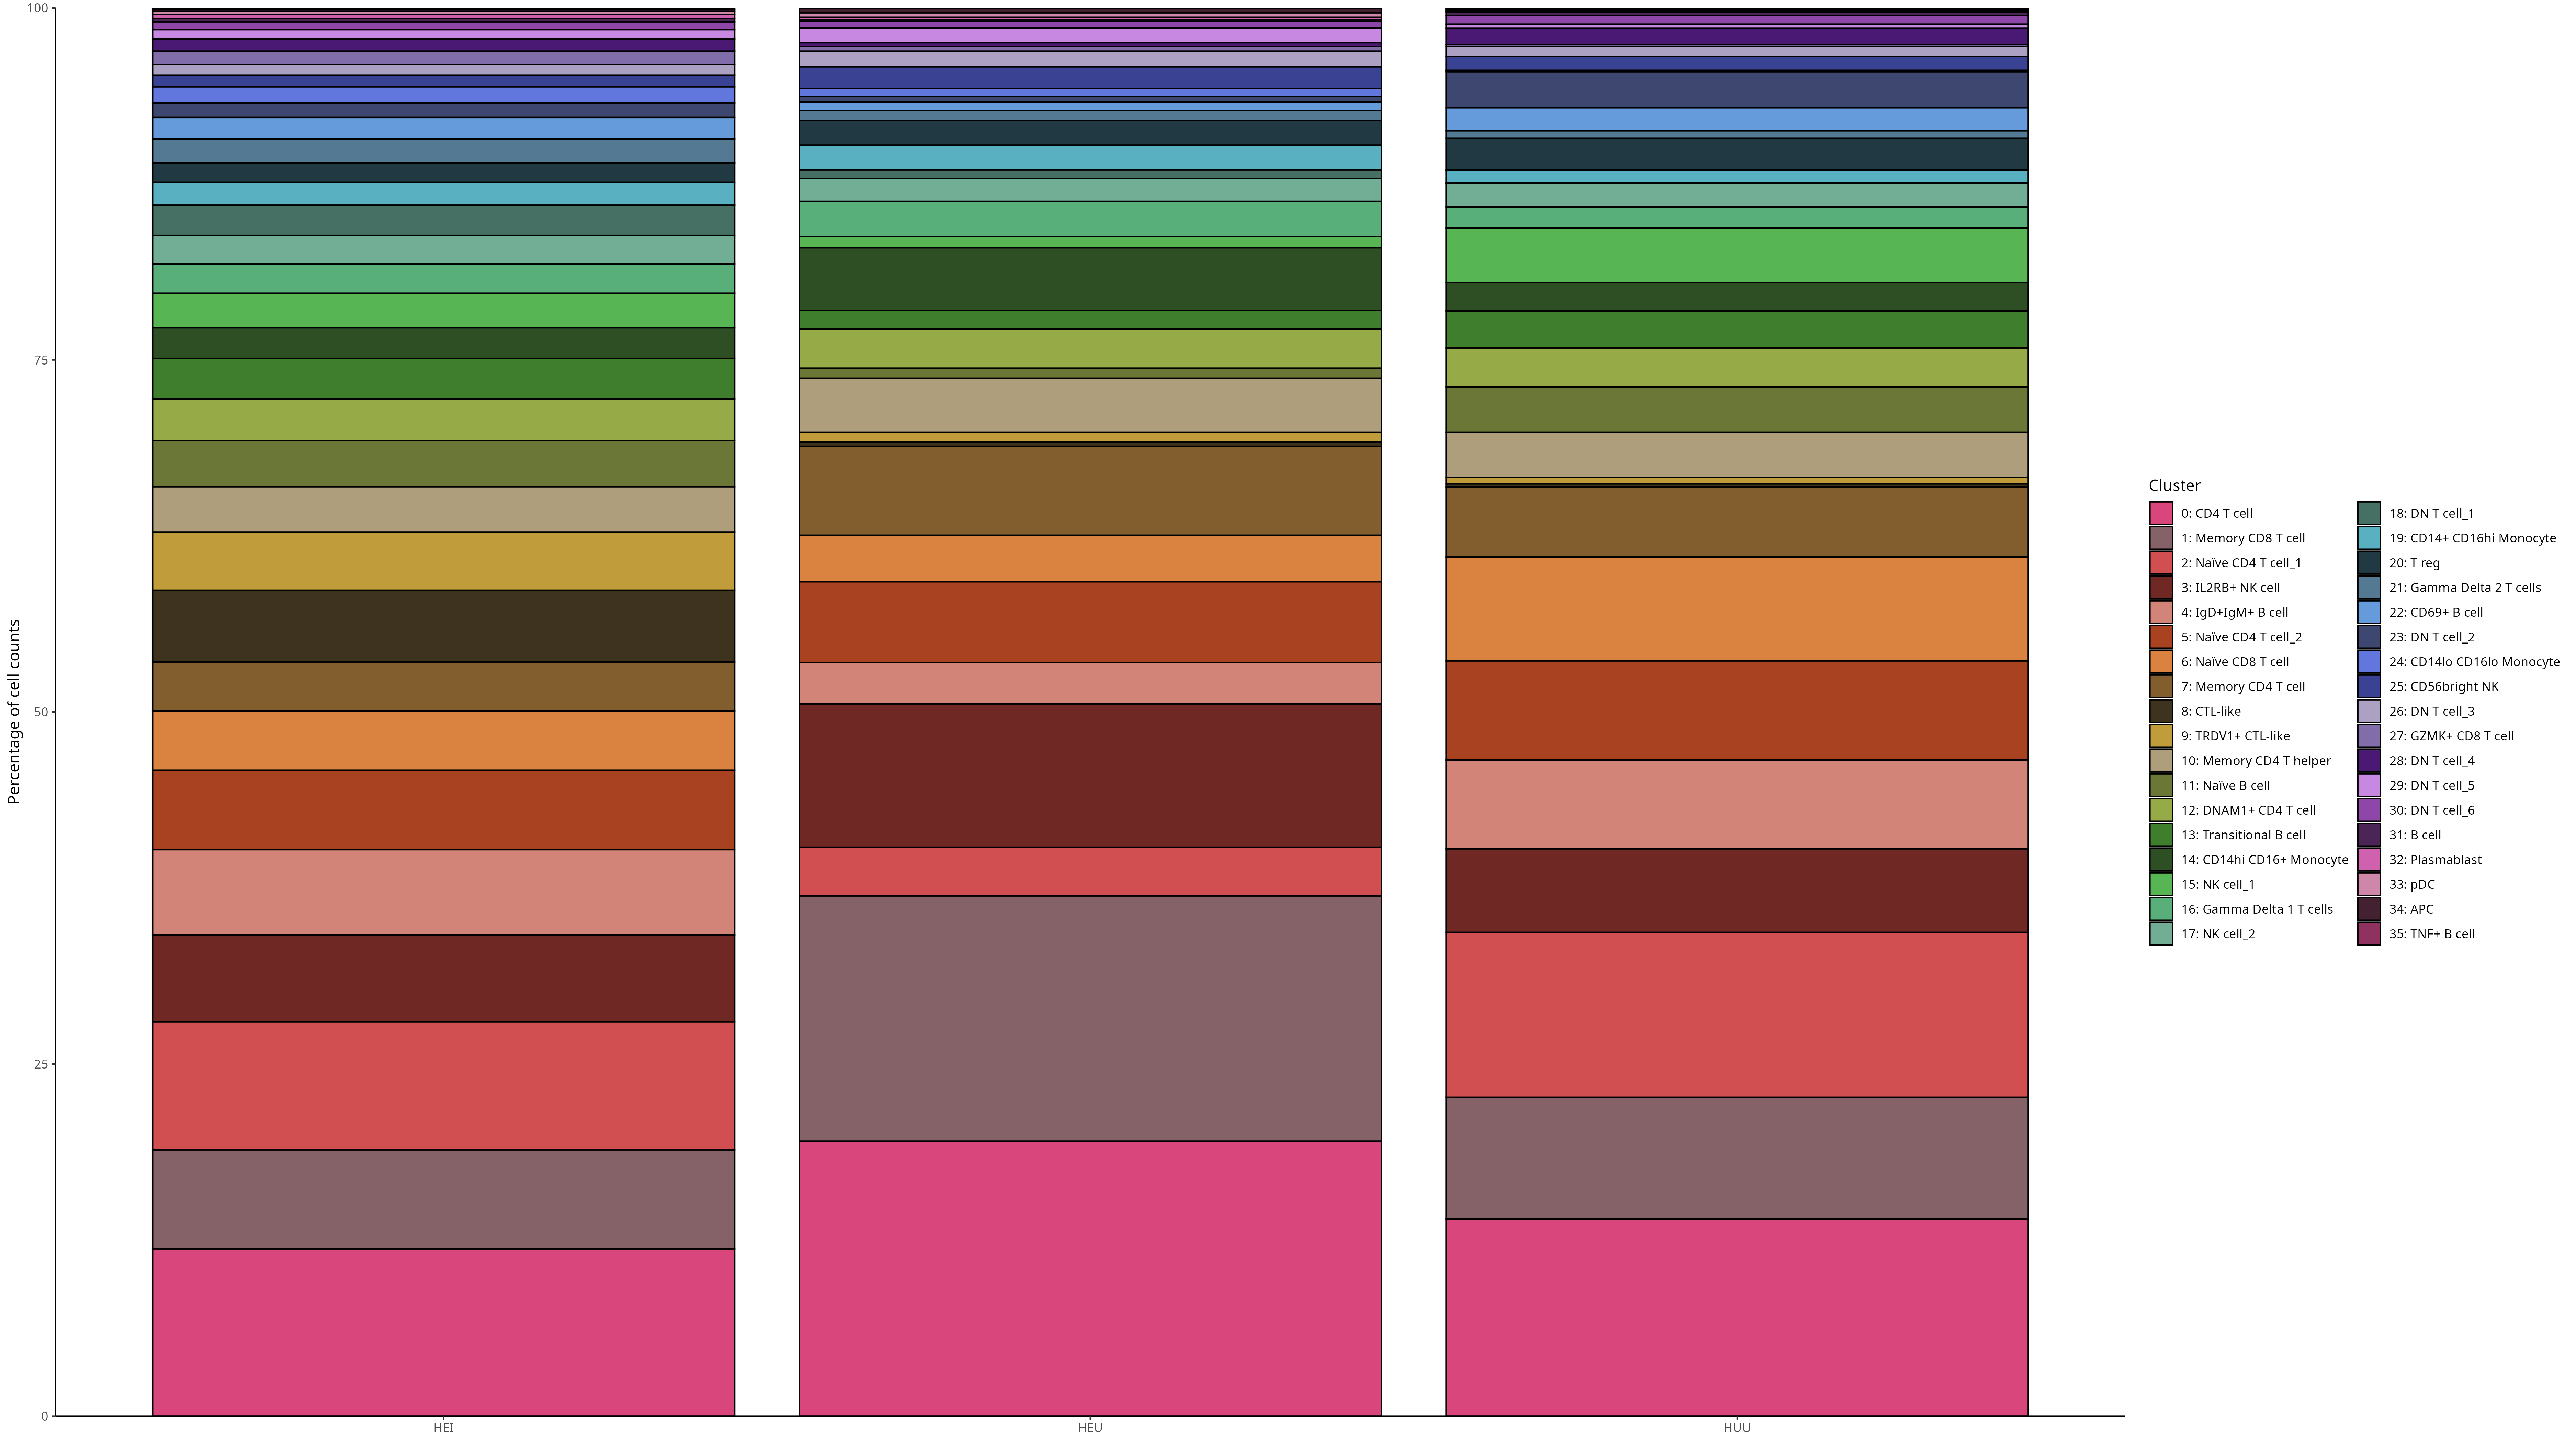 Percentage of cell counts
100
75
50
25
0
HEI
HEU
HUU
Cluster
0: CD4 T cell
1: Memory CD8 T cell
2: Naïve CD4 T cell_1
3: IL2RB+ NK cell
4: IgD+IgM+ B cell
5: Naïve CD4 T cell_2
6: Naïve CD8 T cell
7: Memory CD4 T cell
8: CTL-like
9: TRDV1+ CTL-like
10: Memory CD4 T helper
11: Naïve B cell
12: DNAM1+ CD4 T cell
13: Transitional B cell
14: CD14hi CD16+ Monocyte
15: NK cell_1
16: Gamma Delta 1 T cells
17: NK cell_2
18: DN T cell_1
19: CD14+ CD16hi Monocyte
20: T reg
21: Gamma Delta 2 T cells
22: CD69+ B cell
23: DN T cell_2
24: CD14lo CD16lo Monocyte
25: CD56bright NK
26: DN T cell_3
27: GZMK+ CD8 T cell
28: DN T cell_4
29: DN T cell_5
30: DN T cell_6
31: B cell
32: Plasmablast
33: pDC
34: APC
35: TNF+ B cell